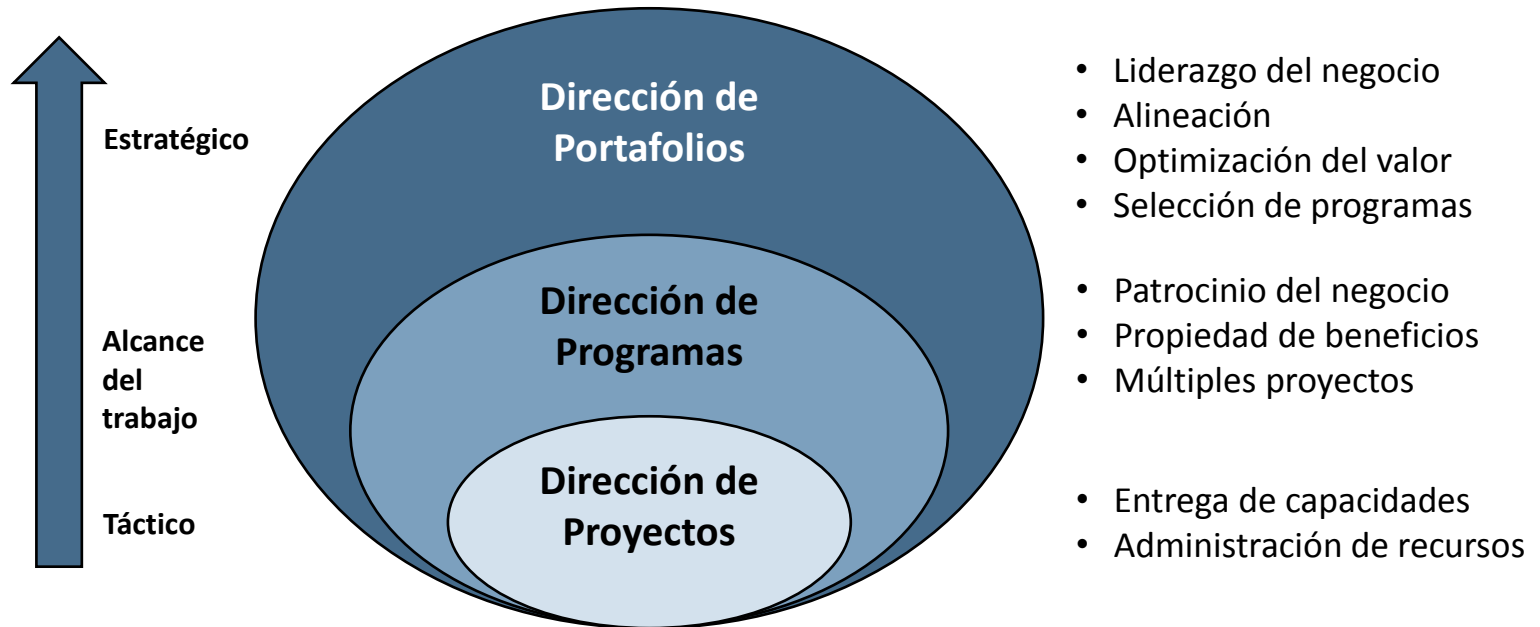 Estratégico
Alcance
del
trabajo
Táctico
Dirección de
Portafolios
Dirección de
Programas
Dirección de
Proyectos
• Liderazgo del negocio
• Alineación
• Optimización del valor
• Selección de programas
• Patrocinio del negocio
• Propiedad de beneficios
• Múltiples proyectos
• Entrega de capacidades
• Administración de recursos